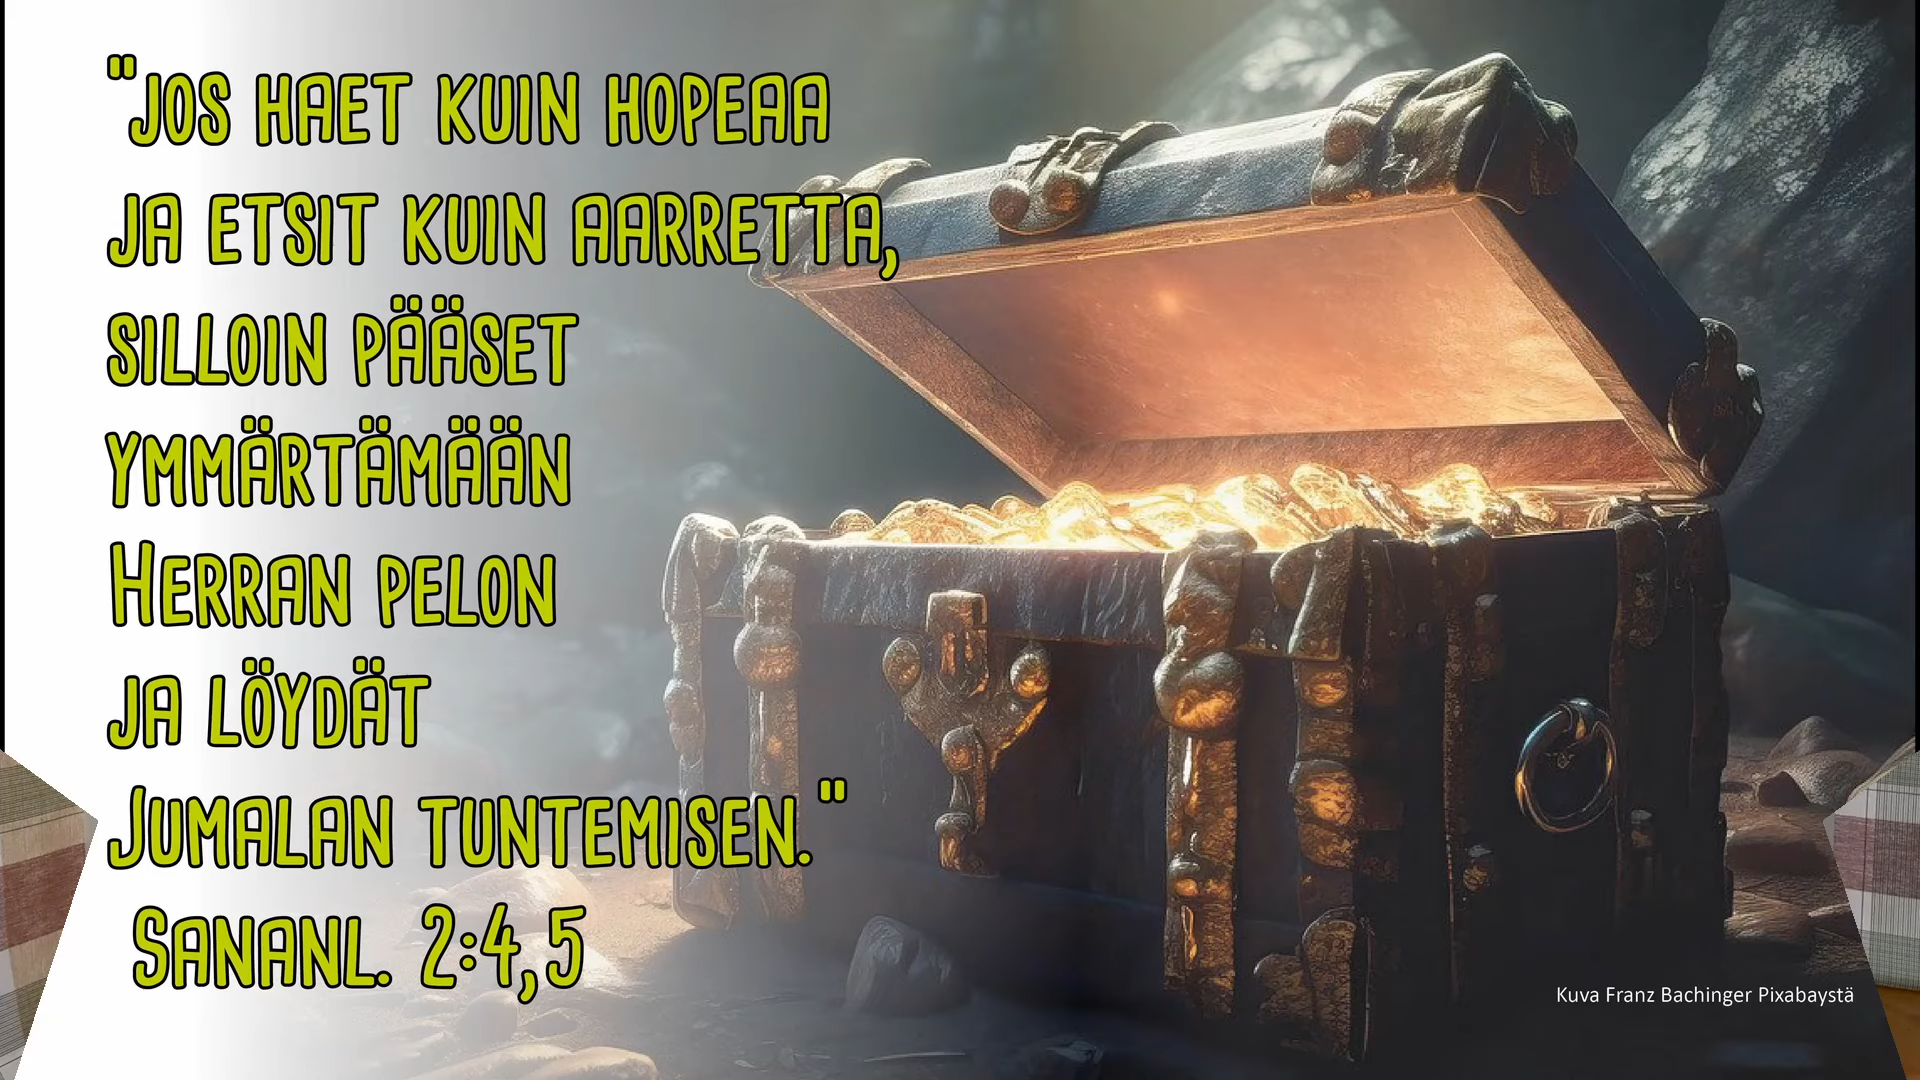 "Jos haet kuin hopeaa
ja etsit kuin aarretta,
silloin pääset
ymmärtämään
Herran pelon
ja löydät
Jumalan tuntemisen."
Sananl. 2:4,5
Kuva Franz Bachinger Pixabaystä